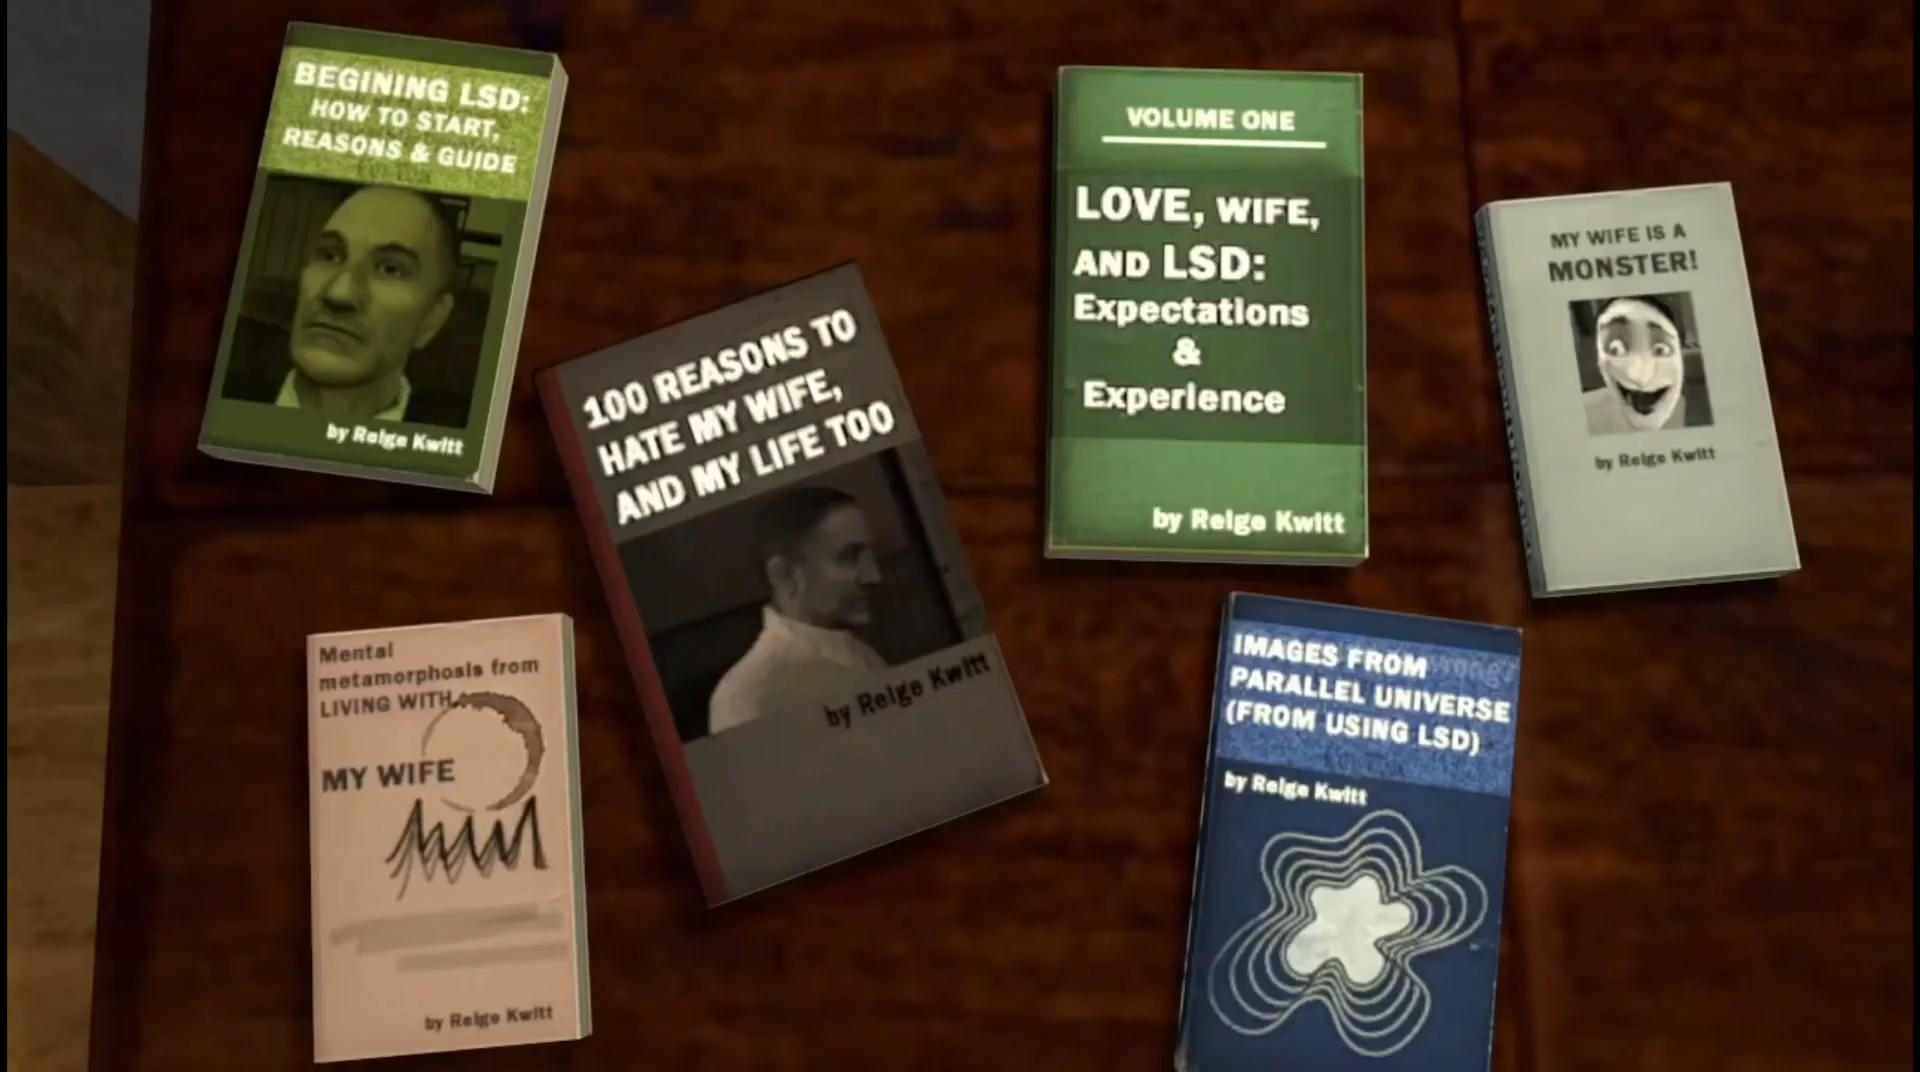 BEGINING LSD:
HOW TO START,
REASONS & GUIDE
by Reige Kwitt
100 REASONS TO
HATE MY WIFE,
AND MY LIFE TOO
by Reige Kwitt
VOLUME ONE
LOVE, WIFE,
AND LSD:
Expectations
&
Experience
by Reige Kwitt
MY WIFE IS A
MONSTER!
by Reige Kwitt
Mental
metamorphosis from
LIVING WITH
MY WIFE
by Reige Kwitt
IMAGES FROM
PARALLEL UNIVERSE
(FROM USING LSD)
by Reige Kwitt